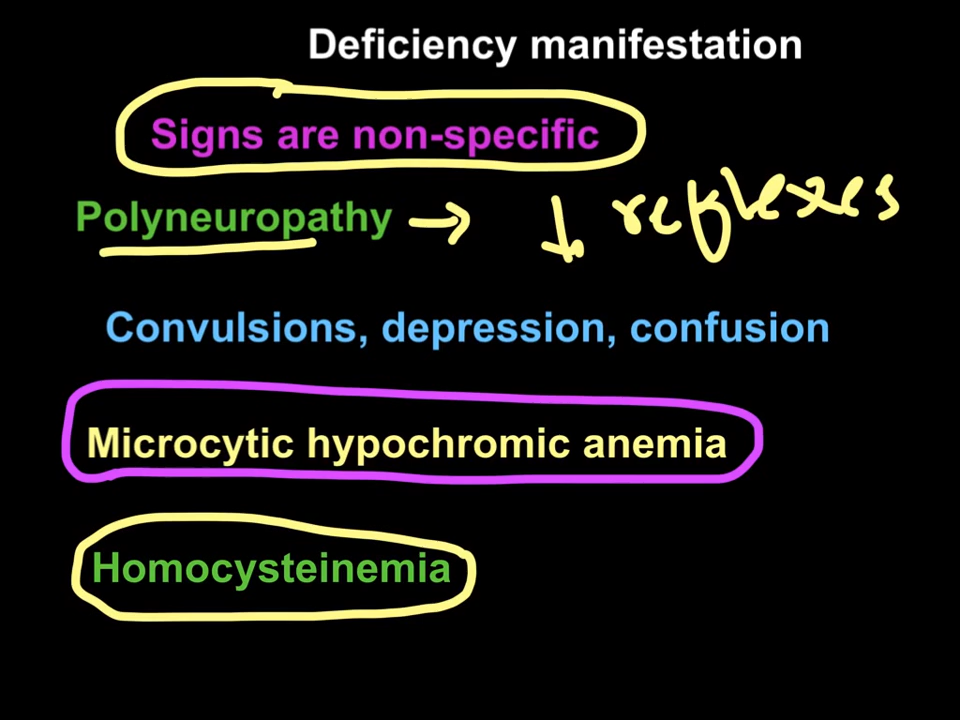 Deficiency manifestation
Signs are non-specific
Polyneuropathy → ↓ reflexes
Convulsions, depression, confusion
Microcytic hypochromic anemia
Homocysteinemia